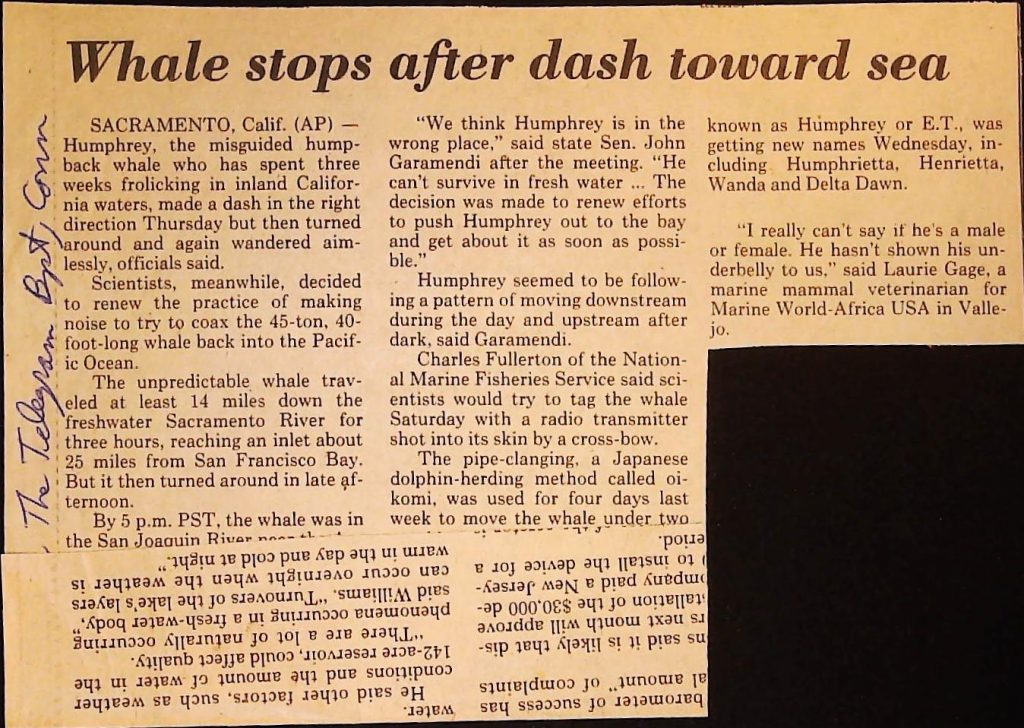 Whale stops after dash toward sea
The Telegram Bpt, Conn
SACRAMENTO, Calif. (AP) —
Humphrey, the misguided hump-
back whale who has spent three
weeks frolicking in inland Califor-
nia waters, made a dash in the right
direction Thursday but then turned
around and again wandered aim-
lessly, officials said.
Scientists, meanwhile, decided
to renew the practice of making
noise to try to coax the 45-ton, 40-
foot-long whale back into the Pacif-
ic Ocean.
The unpredictable whale trav-
eled at least 14 miles down the
freshwater Sacramento River for
three hours, reaching an inlet about
25 miles from San Francisco Bay.
But it then turned around in late af-
ternoon.
By 5 p.m. PST, the whale was in
the San Joaquin River near the
"We think Humphrey is in the
wrong place," said state Sen. John
Garamendi after the meeting. "He
can't survive in fresh water ... The
decision was made to renew efforts
to push Humphrey out to the bay
and get about it as soon as possi-
ble."
Humphrey seemed to be follow-
ing a pattern of moving downstream
during the day and upstream after
dark, said Garamendi.
Charles Fullerton of the Nation-
al Marine Fisheries Service said sci-
entists would try to tag the whale
Saturday with a radio transmitter
shot into its skin by a cross-bow.
The pipe-clanging, a Japanese
dolphin-herding method called oi-
komi, was used for four days last
week to move the whale under two
known as Humphrey or E.T., was
getting new names Wednesday, in-
cluding Humphrietta, Henrietta,
Wanda and Delta Dawn.
"I really can't say if he's a male
or female. He hasn't shown his un-
derbelly to us," said Laurie Gage, a
marine mammal veterinarian for
Marine World-Africa USA in Valle-
jo.
barometer of success has
al amount" of complaints
ns said it is likely that dis-
rs next month will approve
tallation of the $30,000 de-
ompany paid a New Jersey-
to install the device for a
period.
water.
He said other factors, such as weather
conditions and the amount of water in the
142-acre reservoir, could affect quality.
"There are a lot of naturally occurring
phenomena occurring in a fresh-water body,"
said Williams. "Turnovers of the lake's layers
can occur overnight when the weather is
warm in the day and cold at night."